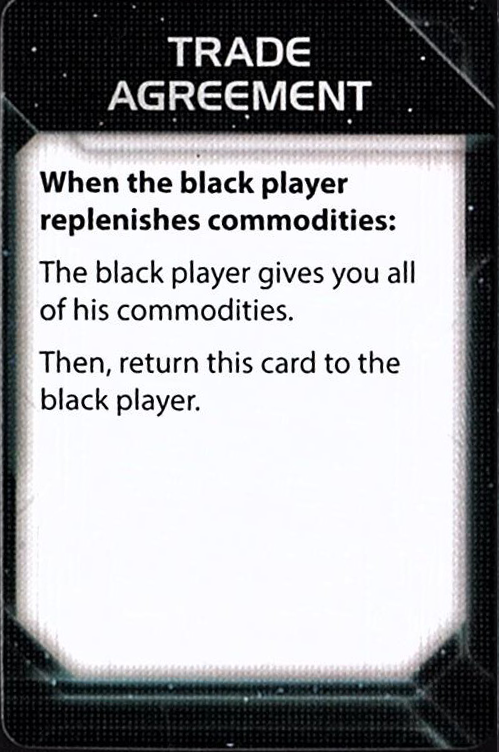 TRADE
AGREEMENT
When the black player
replenishes commodities:
The black player gives you all
of his commodities.
Then, return this card to the
black player.